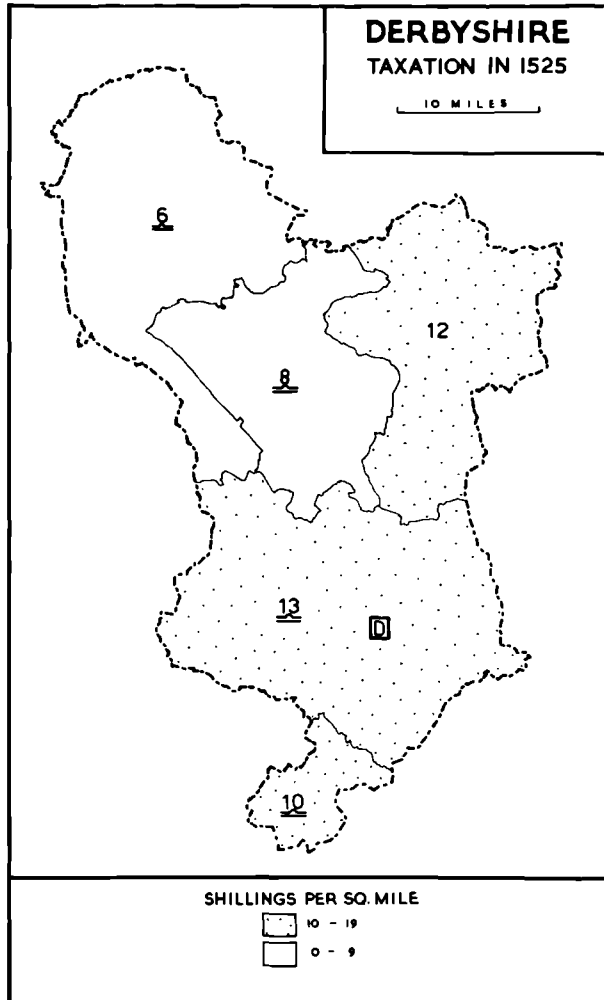 DERBYSHIRE
TAXATION IN 1525
10 MILES
6
12
8
13
D
10
SHILLINGS PER SQ. MILE
10 - 19
0 - 9